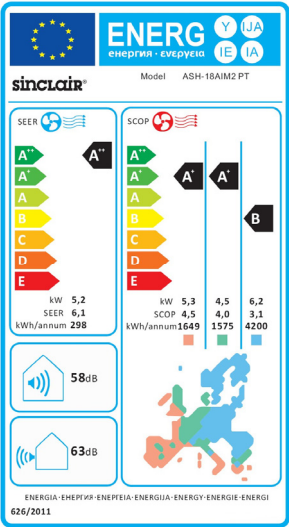 ENERG Y IJA
енергия · ενεργεια IE IA
sinclair® Model ASH-18AIM2 PT
SEER SCOP
A++ A++ A++
A+ A+ A+ A+
A A
B B B
C C
D D
E E
kW 5,2 kW 5,3 4,5 6,2
SEER 6,1 SCOP 4,5 4,0 3,1
kWh/annum 298 kWh/annum 1649 1575 4200
58dB
63dB
ENERGIA·ЕНЕРГИЯ·ΕΝΕΡΓΕΙΑ·ENERGIJA·ENERGY·ENERGIE·ENERGI
626/2011